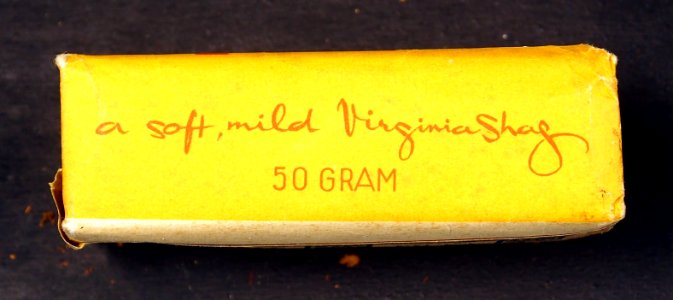 a soft, mild Virginia Shag
50 GRAM